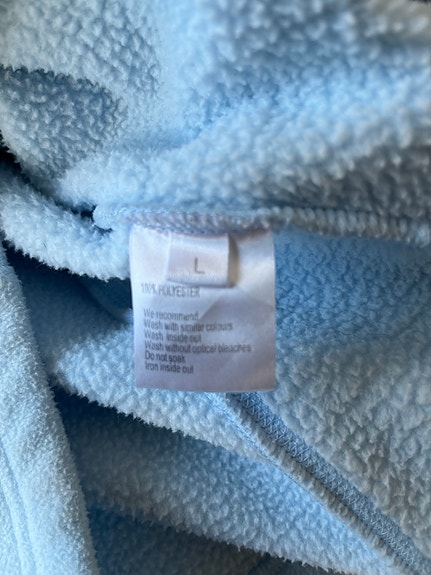 L
100% POLYESTER
We recommend
Wash with similar colours
Wash inside out
Wash without optical bleaches
Do not soak
Iron inside out